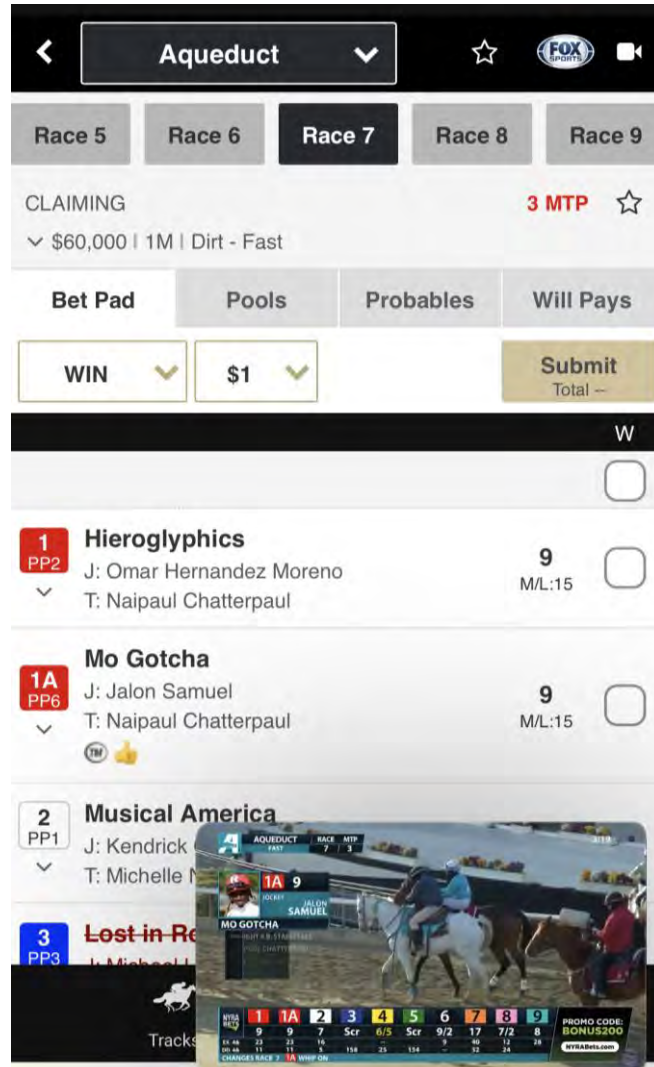 Aqueduct
FOX SPORTS
Race 5 Race 6 Race 7 Race 8 Race 9
CLAIMING 3 MTP
$60,000 | 1M | Dirt - Fast
Bet Pad Pools Probables Will Pays
WIN $1 Submit
Total --
W
1 Hieroglyphics
PP2 J: Omar Hernandez Moreno 9
T: Naipaul Chatterpaul M/L:15
Mo Gotcha
1A J: Jalon Samuel 9
PP6 T: Naipaul Chatterpaul M/L:15
TM
2 Musical America
PP1 J: Kendrick
T: Michelle
3 Lost in
PP3
Tracks
AQUEDUCT RACE MTP
FAST 7 3
1A 9
JOCKEY
JALON
SAMUEL
MO GOTCHA
NYRA BETS 1 1A 2 3 4 5 6 7 8 9
9 9 7 Scr 6/5 Scr 9/2 17 7/2 8
CHANGES RACE 7 1A WHIP ON
PROMO CODE:
BONUS200
NYRABets.com